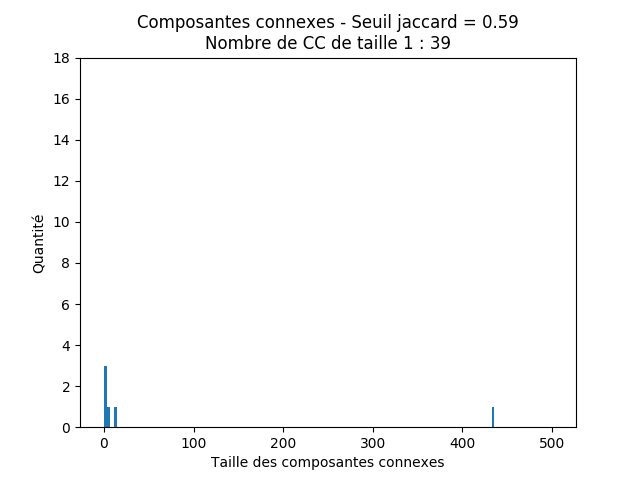 Composantes connexes - Seuil jaccard = 0.59
Nombre de CC de taille 1 : 39
18
16
14
12
10
8
6
4
2
0
Quantité
0 100 200 300 400 500
Taille des composantes connexes